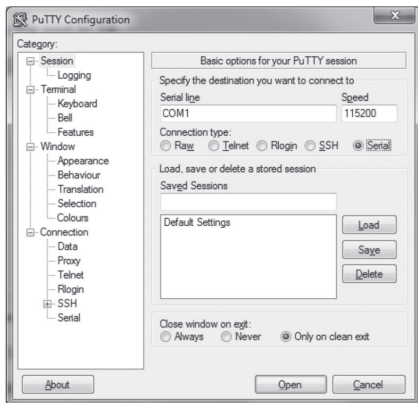 PuTTY Configuration
Category:
Session
Logging
Terminal
Keyboard
Bell
Features
Window
Appearance
Behaviour
Translation
Selection
Colours
Connection
Data
Proxy
Telnet
Rlogin
SSH
Serial
Basic options for your PuTTY session
Specify the destination you want to connect to
Serial line Speed
COM1 115200
Connection type:
Raw Telnet Rlogin SSH Serial
Load, save or delete a stored session
Saved Sessions
Default Settings
Load
Save
Delete
Close window on exit:
Always Never Only on clean exit
About Open Cancel